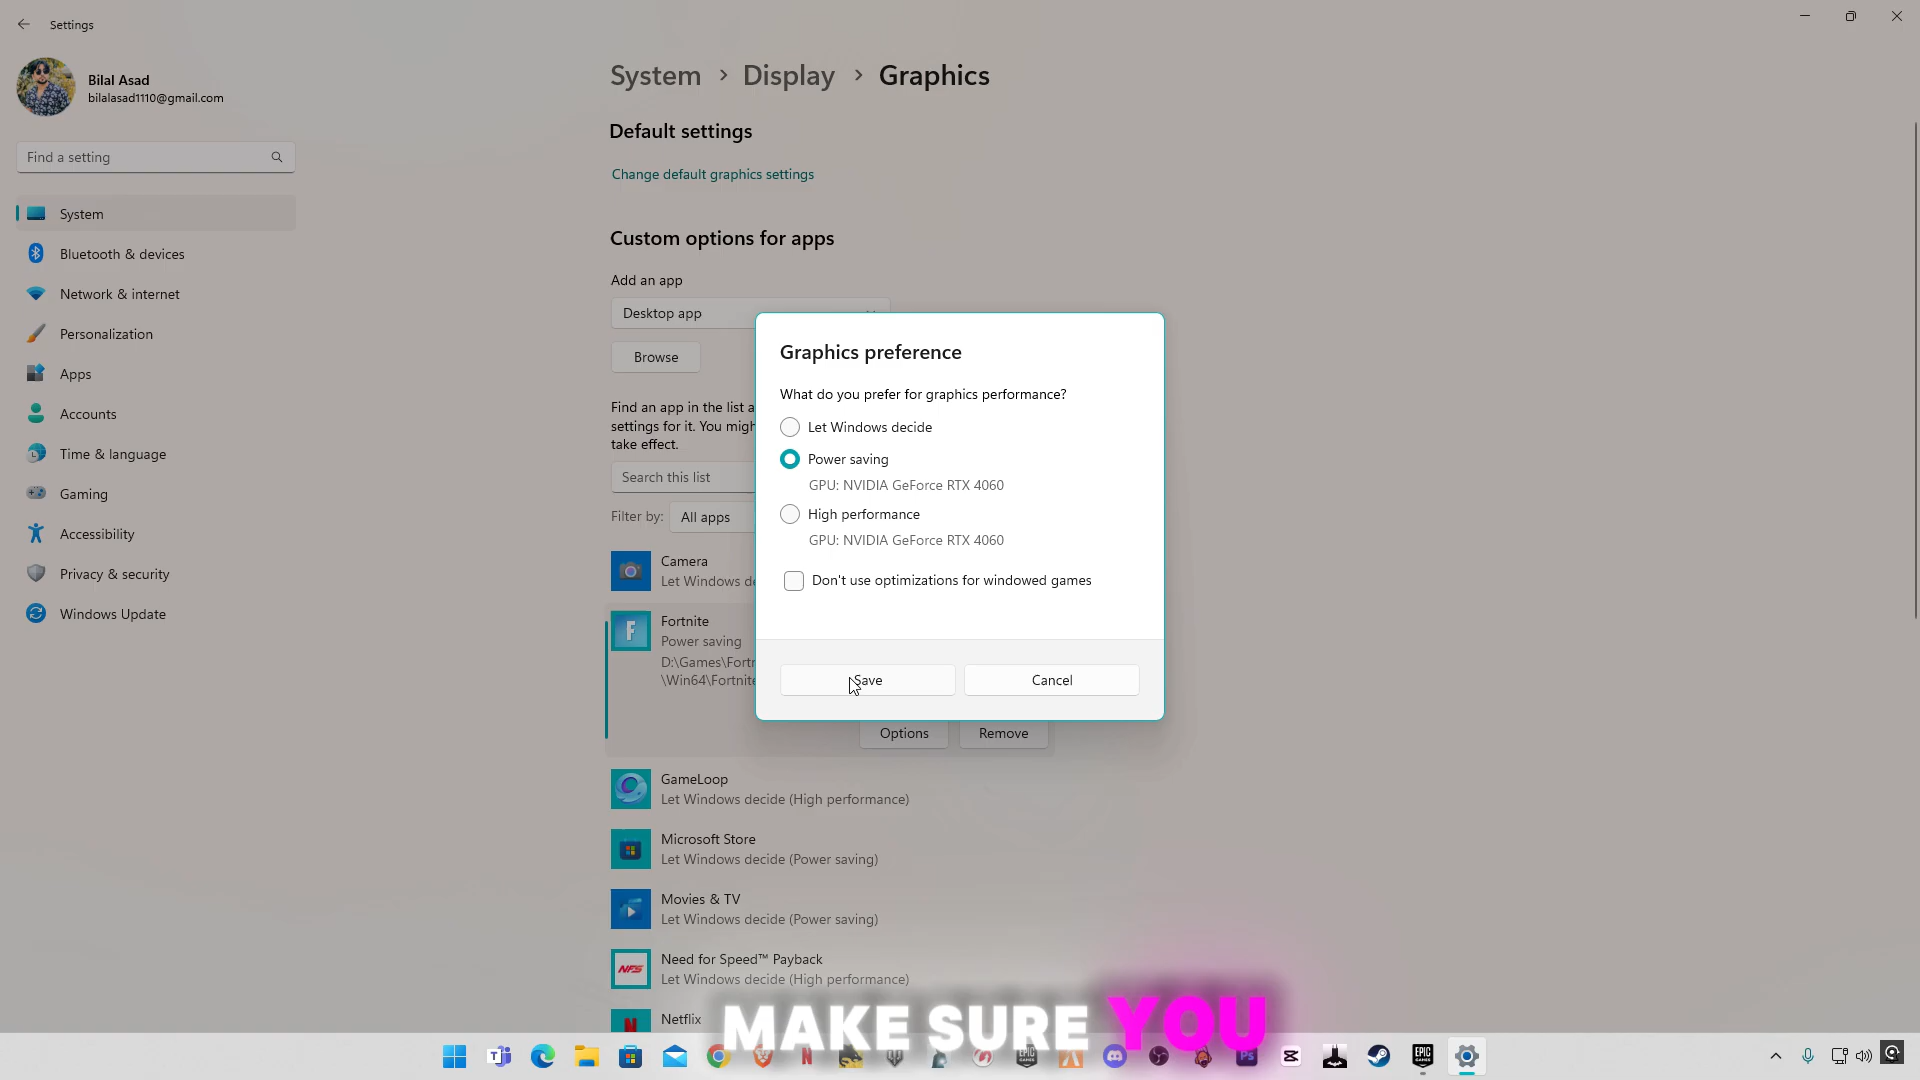 Settings
Bilal Asad
bilalasad1110@gmail.com
Find a setting
System
Bluetooth & devices
Network & internet
Personalization
Apps
Accounts
Time & language
Gaming
Accessibility
Privacy & security
Windows Update
System > Display > Graphics
Default settings
Change default graphics settings
Custom options for apps
Add an app
Desktop app
Browse
Find an app in the list a
settings for it. You migh
take effect.
Search this list
Filter by: All apps
Camera
Let Windows de
Fortnite
Power saving
D:\Games\Fortn
\Win64\Fortnite
Options Remove
GameLoop
Let Windows decide (High performance)
Microsoft Store
Let Windows decide (Power saving)
Movies & TV
Let Windows decide (Power saving)
Need for Speed™ Payback
Let Windows decide (High performance)
Netflix
Graphics preference
What do you prefer for graphics performance?
Let Windows decide
Power saving
GPU: NVIDIA GeForce RTX 4060
High performance
GPU: NVIDIA GeForce RTX 4060
Don't use optimizations for windowed games
Save Cancel
MAKE SURE YOU